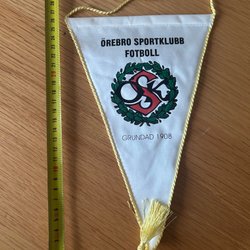 ÖREBRO SPORTKLUBB
FOTBOLL
ÖSK
GRUNDAD 1908